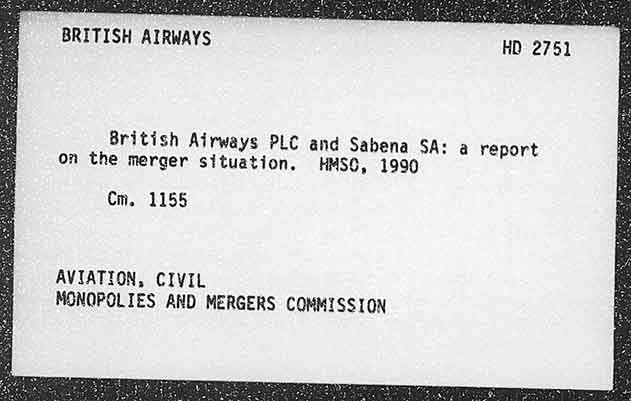 BRITISH AIRWAYS
HD 2751
British Airways PLC and Sabena SA: a report
on the merger situation. HMSO, 1990
Cm. 1155
AVIATION, CIVIL
MONOPOLIES AND MERGERS COMMISSION